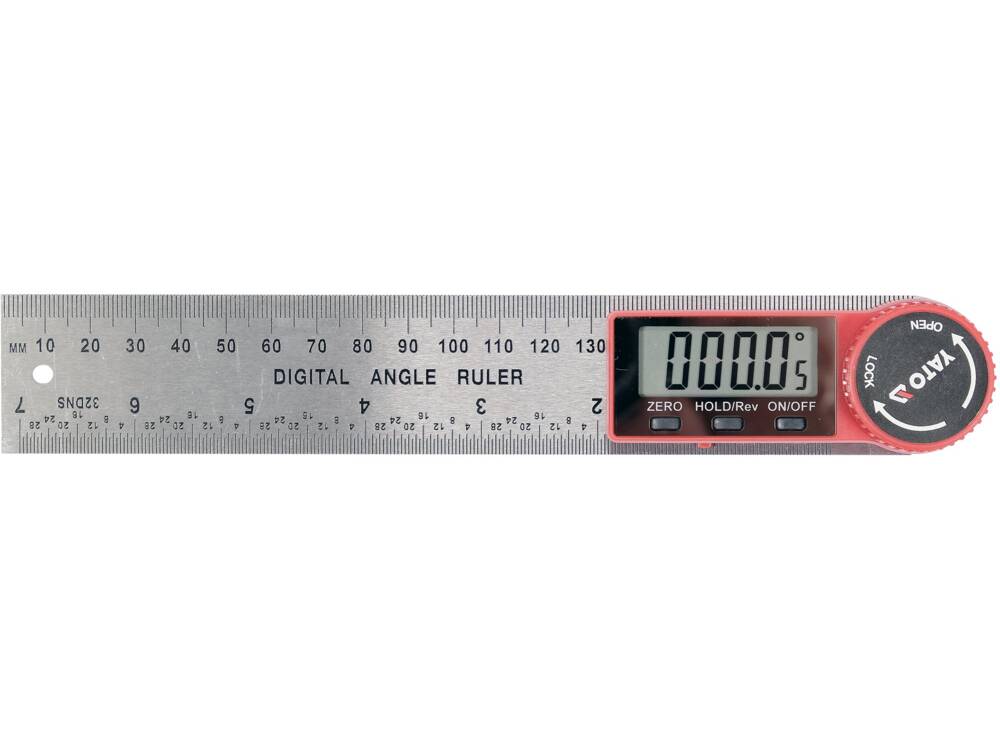 MM 10 20 30 40 50 60 70 80 90 100 110 120 130
DIGITAL ANGLE RULER
7 32DNS 6 5 4 3 2
000.0°5
ZERO HOLD/Rev ON/OFF
OPEN
LOCK
YATO